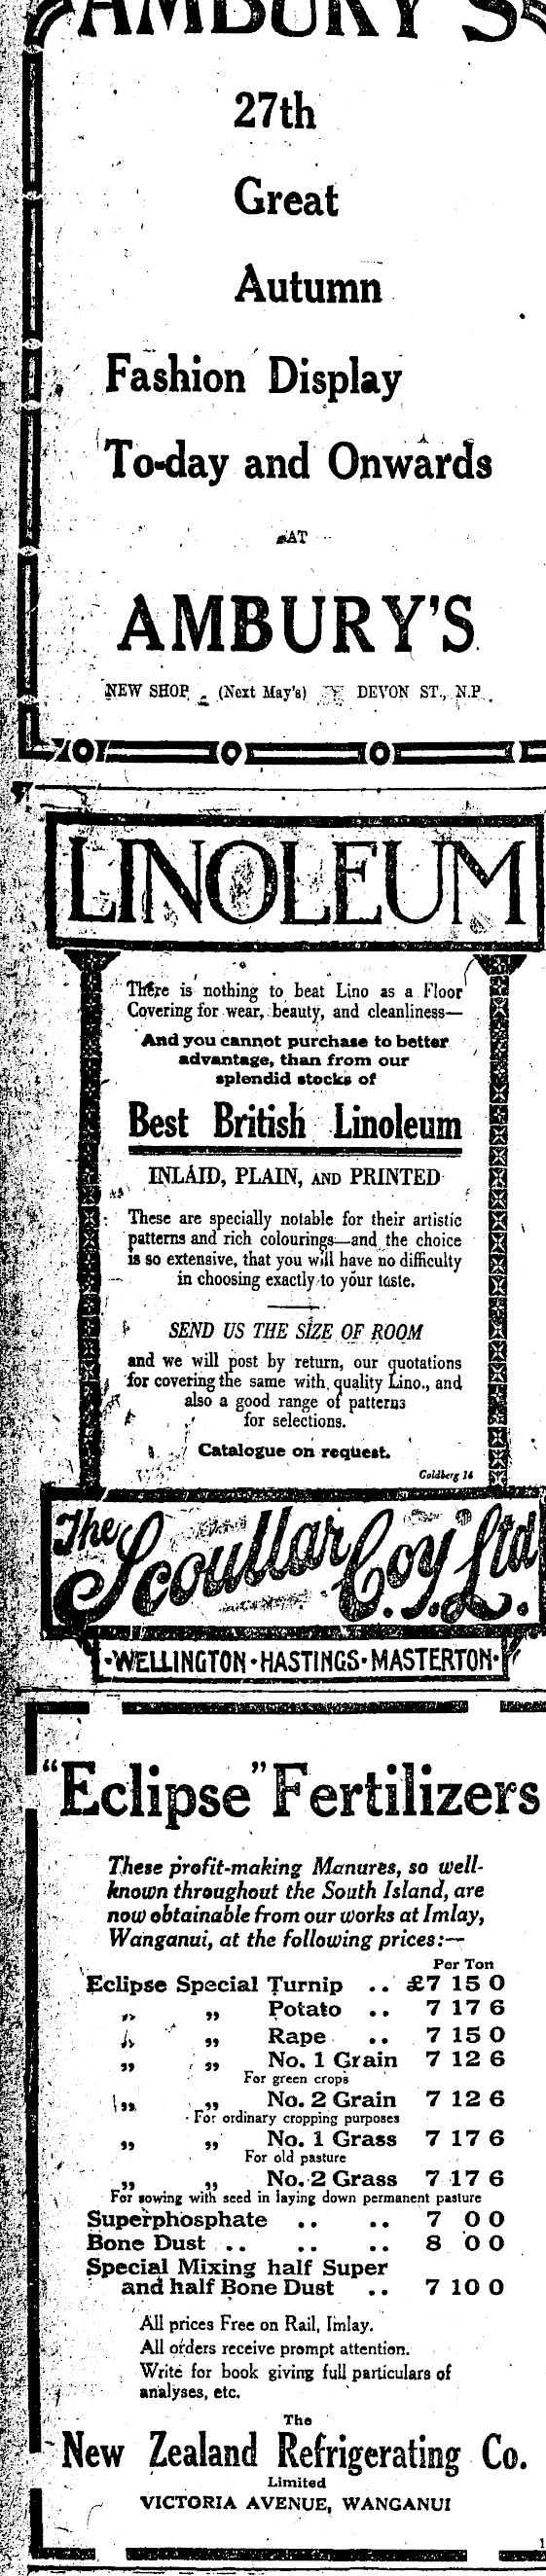 AMBURY'S
27th
Great
Autumn
Fashion Display
To-day and Onwards
AT
AMBURY'S
NEW SHOP (Next May's) DEVON ST., N.P.
LINOLEUM
There is nothing to beat Lino as a Floor
Covering for wear, beauty, and cleanliness—
And you cannot purchase to better
advantage, than from our
splendid stocks of
Best British Linoleum
INLAID, PLAIN, AND PRINTED
These are specially notable for their artistic
patterns and rich colourings—and the choice
is so extensive, that you will have no difficulty
in choosing exactly to your taste.
SEND US THE SIZE OF ROOM
and we will post by return, our quotations
for covering the same with quality Lino., and
also a good range of patterns
for selections.
Catalogue on request.
Goldberg 14
The Scoullar Coy. Ltd.
·WELLINGTON·HASTINGS·MASTERTON·
"Eclipse" Fertilizers
These profit-making Manures, so well-
known throughout the South Island, are
now obtainable from our works at Imlay,
Wanganui, at the following prices:—
Per Ton
Eclipse Special Turnip .. £7 15 0
„ „ Potato .. 7 17 6
„ „ Rape .. 7 15 0
„ „ No. 1 Grain 7 12 6
For green crops
„ „ No. 2 Grain 7 12 6
For ordinary cropping purposes
„ „ No. 1 Grass 7 17 6
For old pasture
„ „ No. 2 Grass 7 17 6
For sowing with seed in laying down permanent pasture
Superphosphate .. .. 7 0 0
Bone Dust .. .. .. 8 0 0
Special Mixing half Super
and half Bone Dust .. 7 10 0
All prices Free on Rail, Imlay.
All orders receive prompt attention.
Write for book giving full particulars of
analyses, etc.
The
New Zealand Refrigerating Co.
Limited
VICTORIA AVENUE, WANGANUI
1